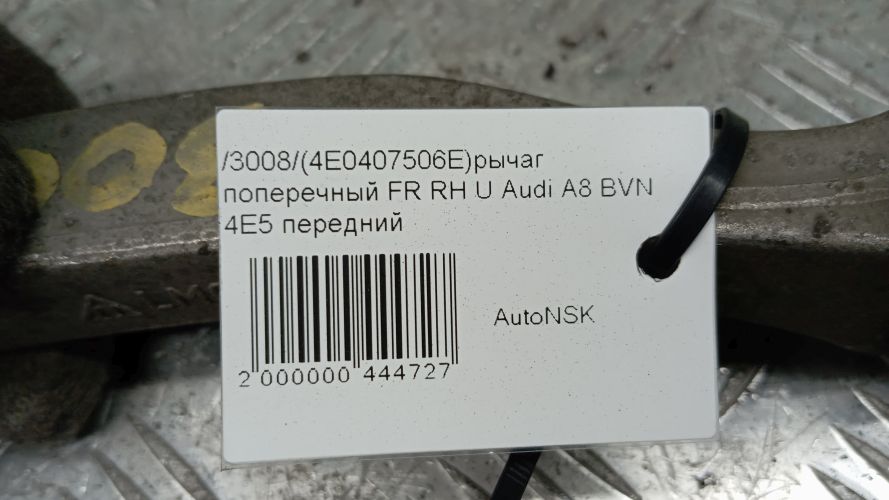 /3008/(4E0407506E)рычаг
поперечный FR RH U Audi A8 BVN
4E5 передний
AutoNSK
2 000000 444727